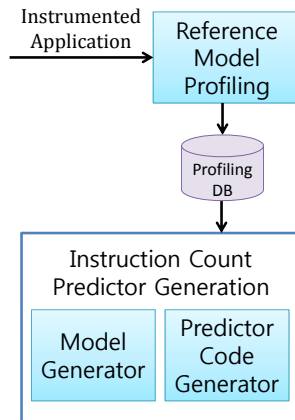 Instrumented
Application
Reference
Model
Profiling
Profiling
DB
Instruction Count
Predictor Generation
Model
Generator
Predictor
Code
Generator